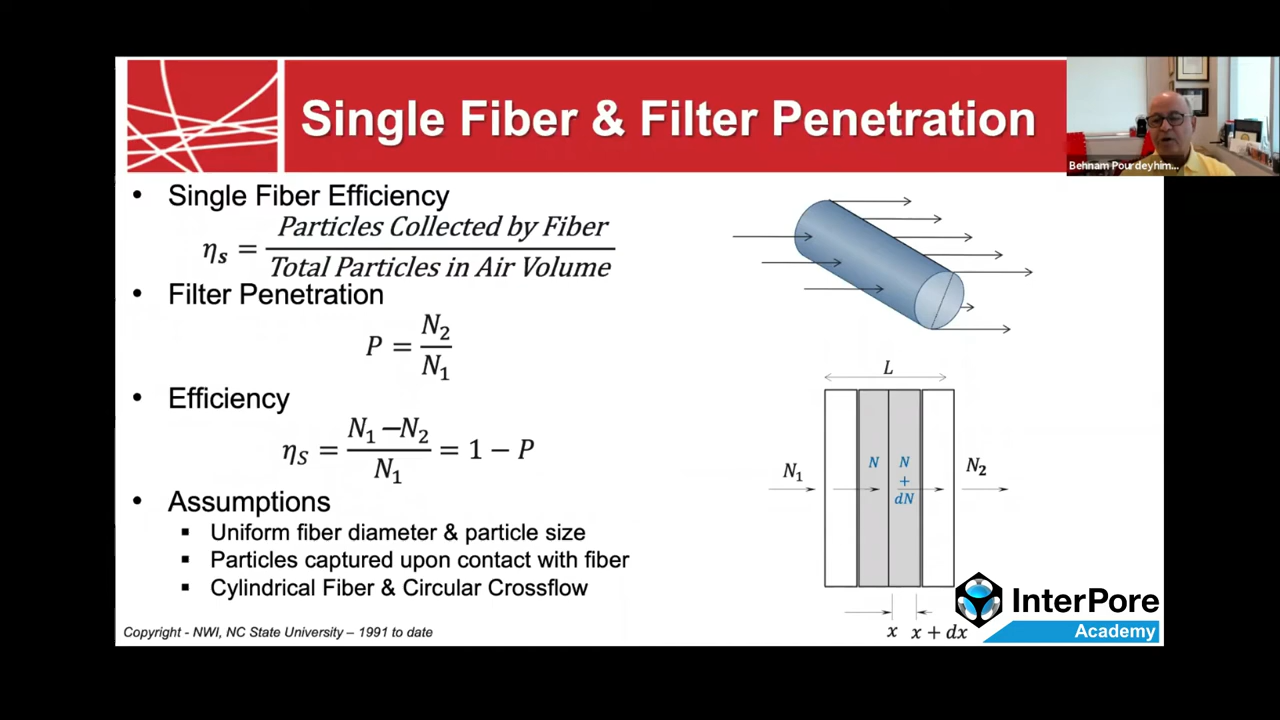 Single Fiber & Filter Penetration
Behnam Pourdeyhim...
• Single Fiber Efficiency
ηs = Particles Collected by Fiber / Total Particles in Air Volume
• Filter Penetration
P = N2 / N1
• Efficiency
ηS = N1 − N2 / N1 = 1 − P
• Assumptions
▪ Uniform fiber diameter & particle size
▪ Particles captured upon contact with fiber
▪ Cylindrical Fiber & Circular Crossflow
Copyright - NWI, NC State University – 1991 to date
L
N1
N
N + dN
N2
x
x + dx
InterPore
Academy